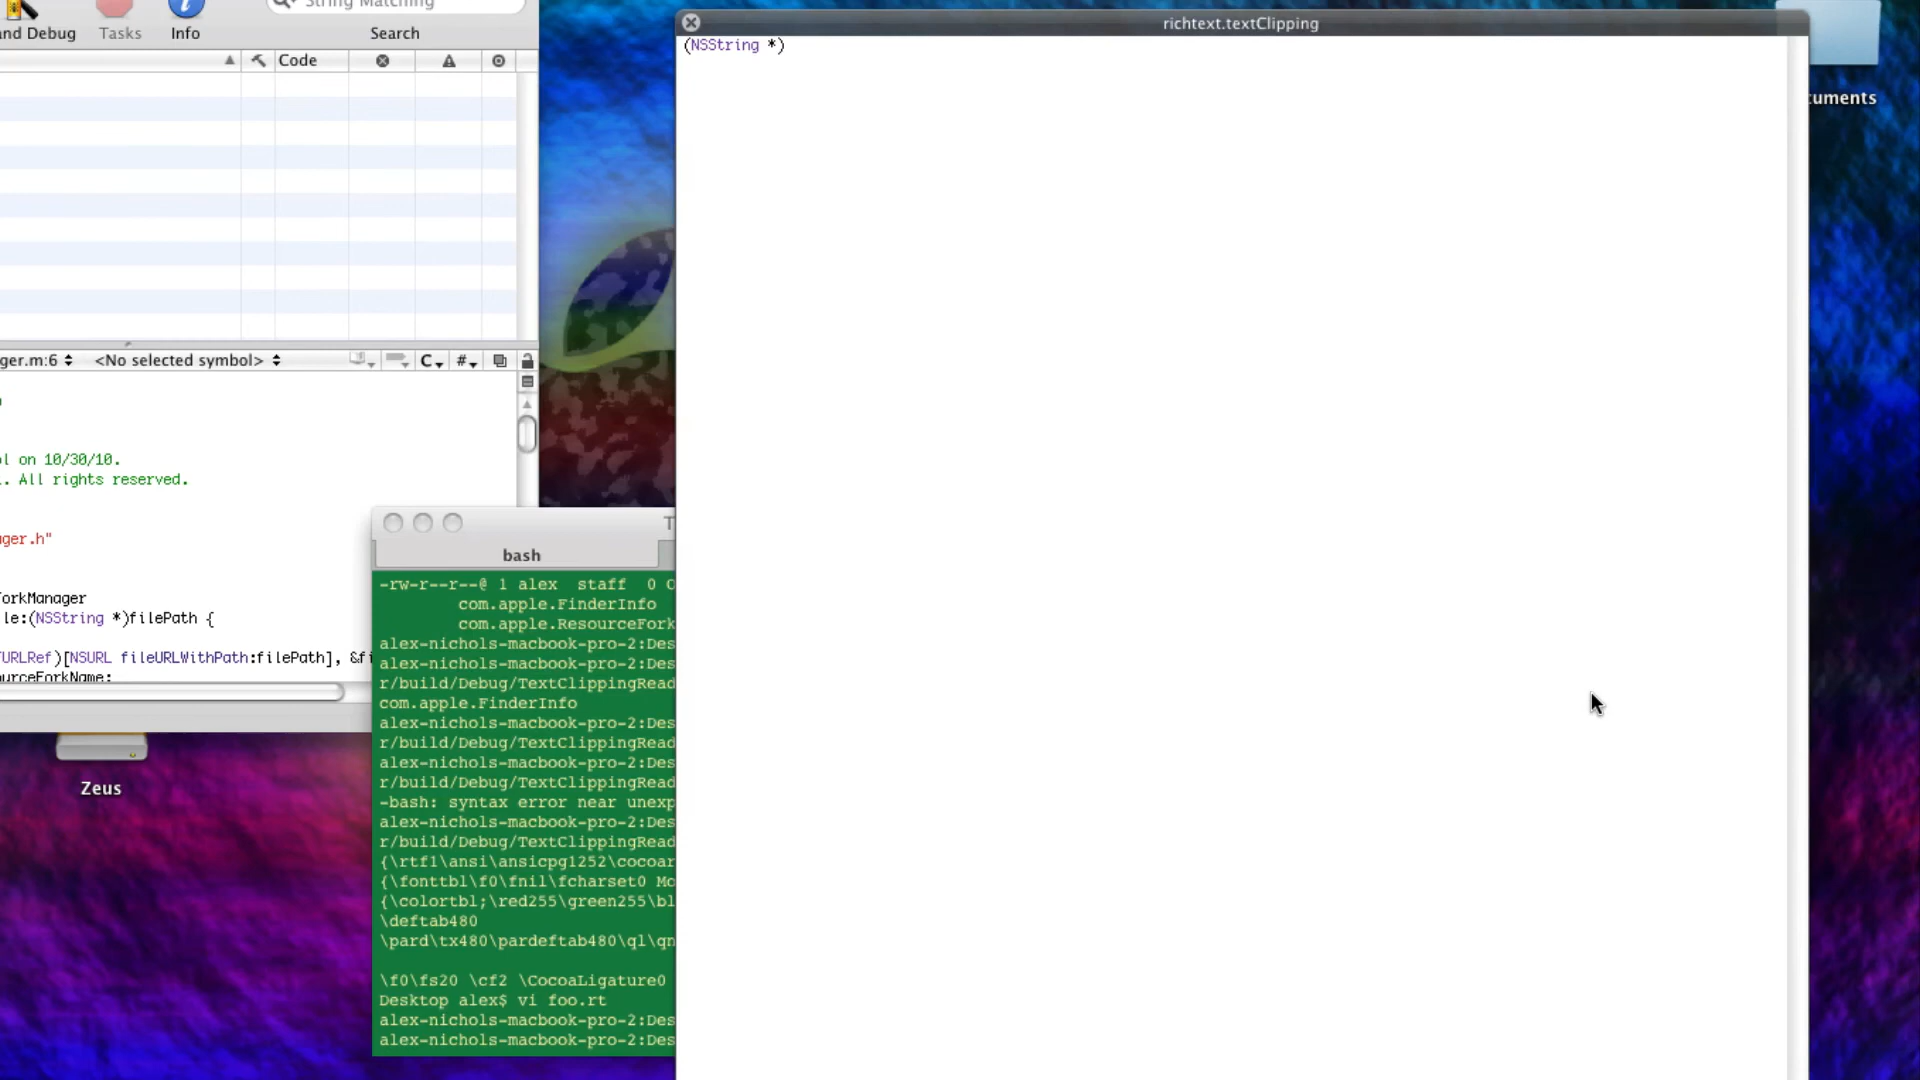 String Matching
and Debug
Tasks
Info
Search
Code
ger.m:6
<No selected symbol>
C
#
l on 10/30/10.
. All rights reserved.
ger.h"
orkManager
le:(NSString *)filePath {
URLRef)[NSURL fileURLWithPath:filePath], &fi
urceForkName:
Zeus
bash
-rw-r--r--@ 1 alex  staff  0 O
com.apple.FinderInfo
com.apple.ResourceFork
alex-nichols-macbook-pro-2:Des
alex-nichols-macbook-pro-2:Des
r/build/Debug/TextClippingRead
com.apple.FinderInfo
alex-nichols-macbook-pro-2:Des
r/build/Debug/TextClippingRead
alex-nichols-macbook-pro-2:Des
r/build/Debug/TextClippingRead
-bash: syntax error near unexp
alex-nichols-macbook-pro-2:Des
r/build/Debug/TextClippingRead
{\rtf1\ansi\ansicpg1252\cocoar
{\fonttbl\f0\fnil\fcharset0 Mo
{\colortbl;\red255\green255\bl
\deftab480
\pard\tx480\pardeftab480\ql\qn
\f0\fs20 \cf2 \CocoaLigature0
Desktop alex$ vi foo.rt
alex-nichols-macbook-pro-2:Des
alex-nichols-macbook-pro-2:Des
richtext.textClipping
(NSString *)
cuments